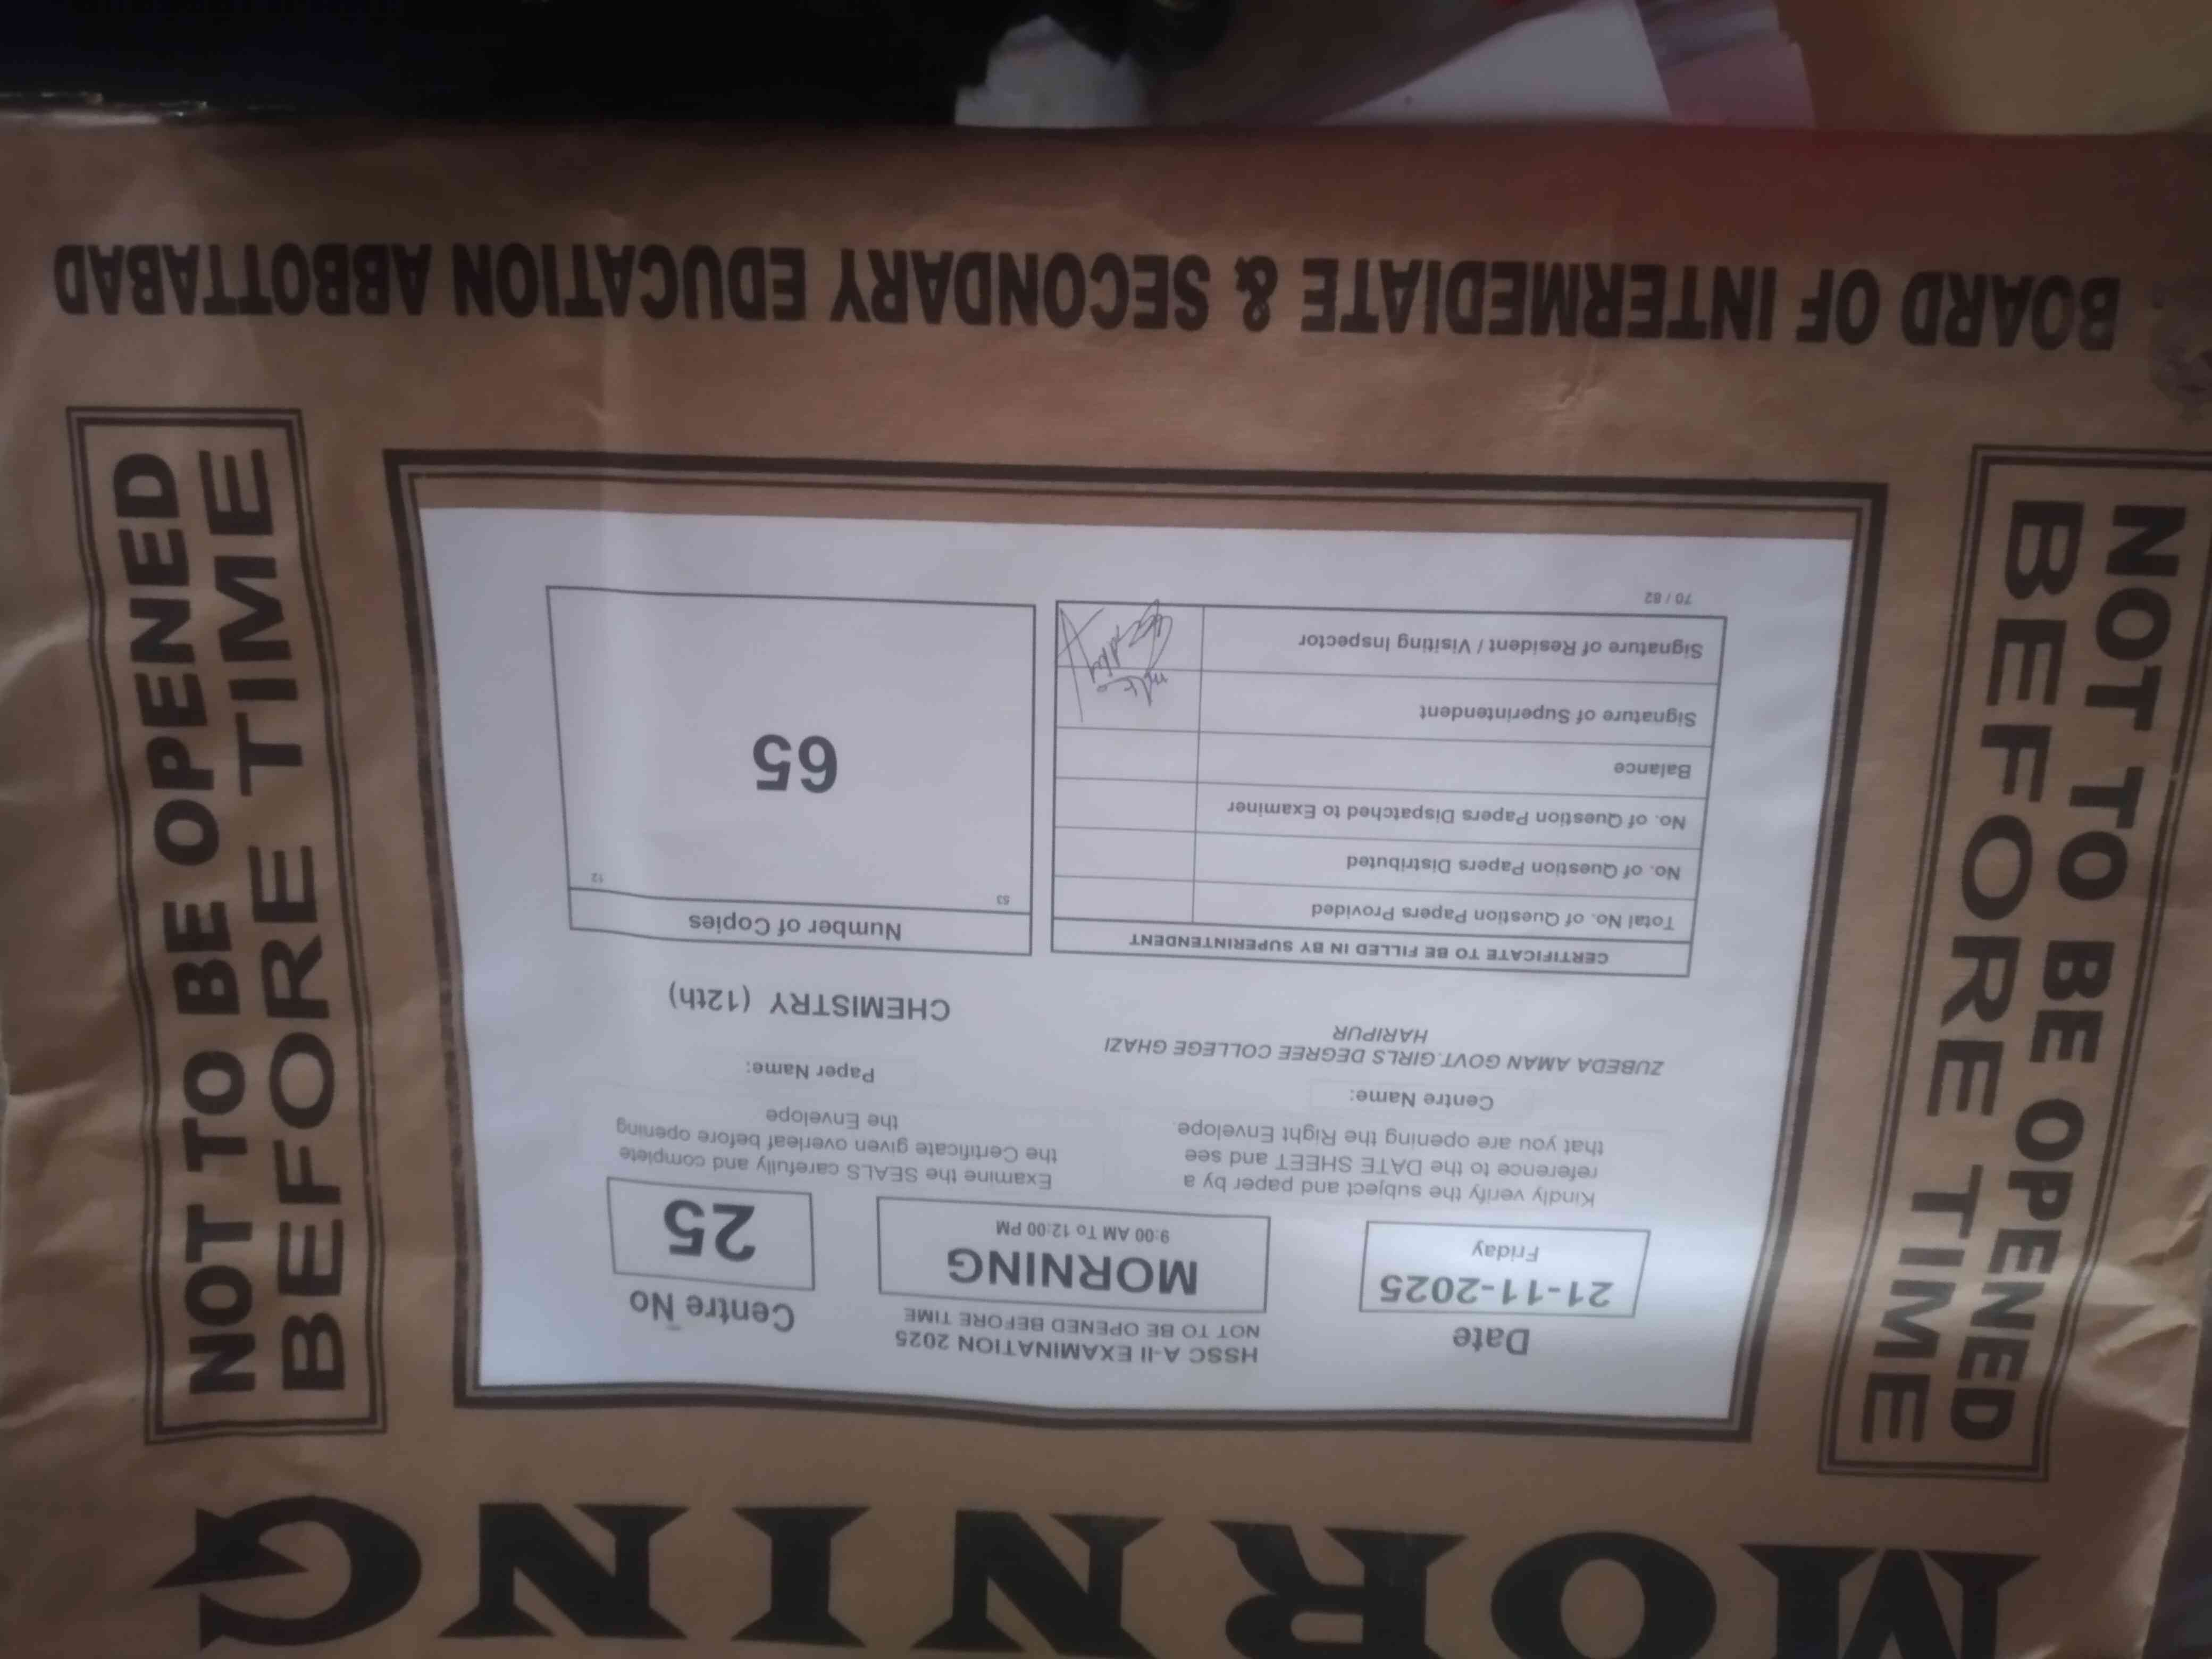 MORNING
NOT TO BE OPENED
BEFORE TIME
HSSC A-II EXAMINATION 2025
NOT TO BE OPENED BEFORE TIME
Date
21-11-2025
Friday
MORNING
9:00 AM To 12:00 PM
Centre No
25
Kindly verify the subject and paper by a
reference to the DATE SHEET and see
that you are opening the Right Envelope.
Examine the SEALS carefully and complete
the Certificate given overleaf before opening
the Envelope
Centre Name:
ZUBEDA AMAN GOVT.GIRLS DEGREE COLLEGE GHAZI
HARIPUR
Paper Name:
CHEMISTRY (12th)
CERTIFICATE TO BE FILLED IN BY SUPERINTENDENT
Total No. of Question Papers Provided
No. of Question Papers Distributed
No. of Question Papers Dispatched to Examiner
Balance
Signature of Superintendent
Signature of Resident / Visiting Inspector
70 / 82
Number of Copies
53 12
65
NOT TO BE OPENED
BEFORE TIME
BOARD OF INTERMEDIATE & SECONDARY EDUCATION ABBOTTABAD